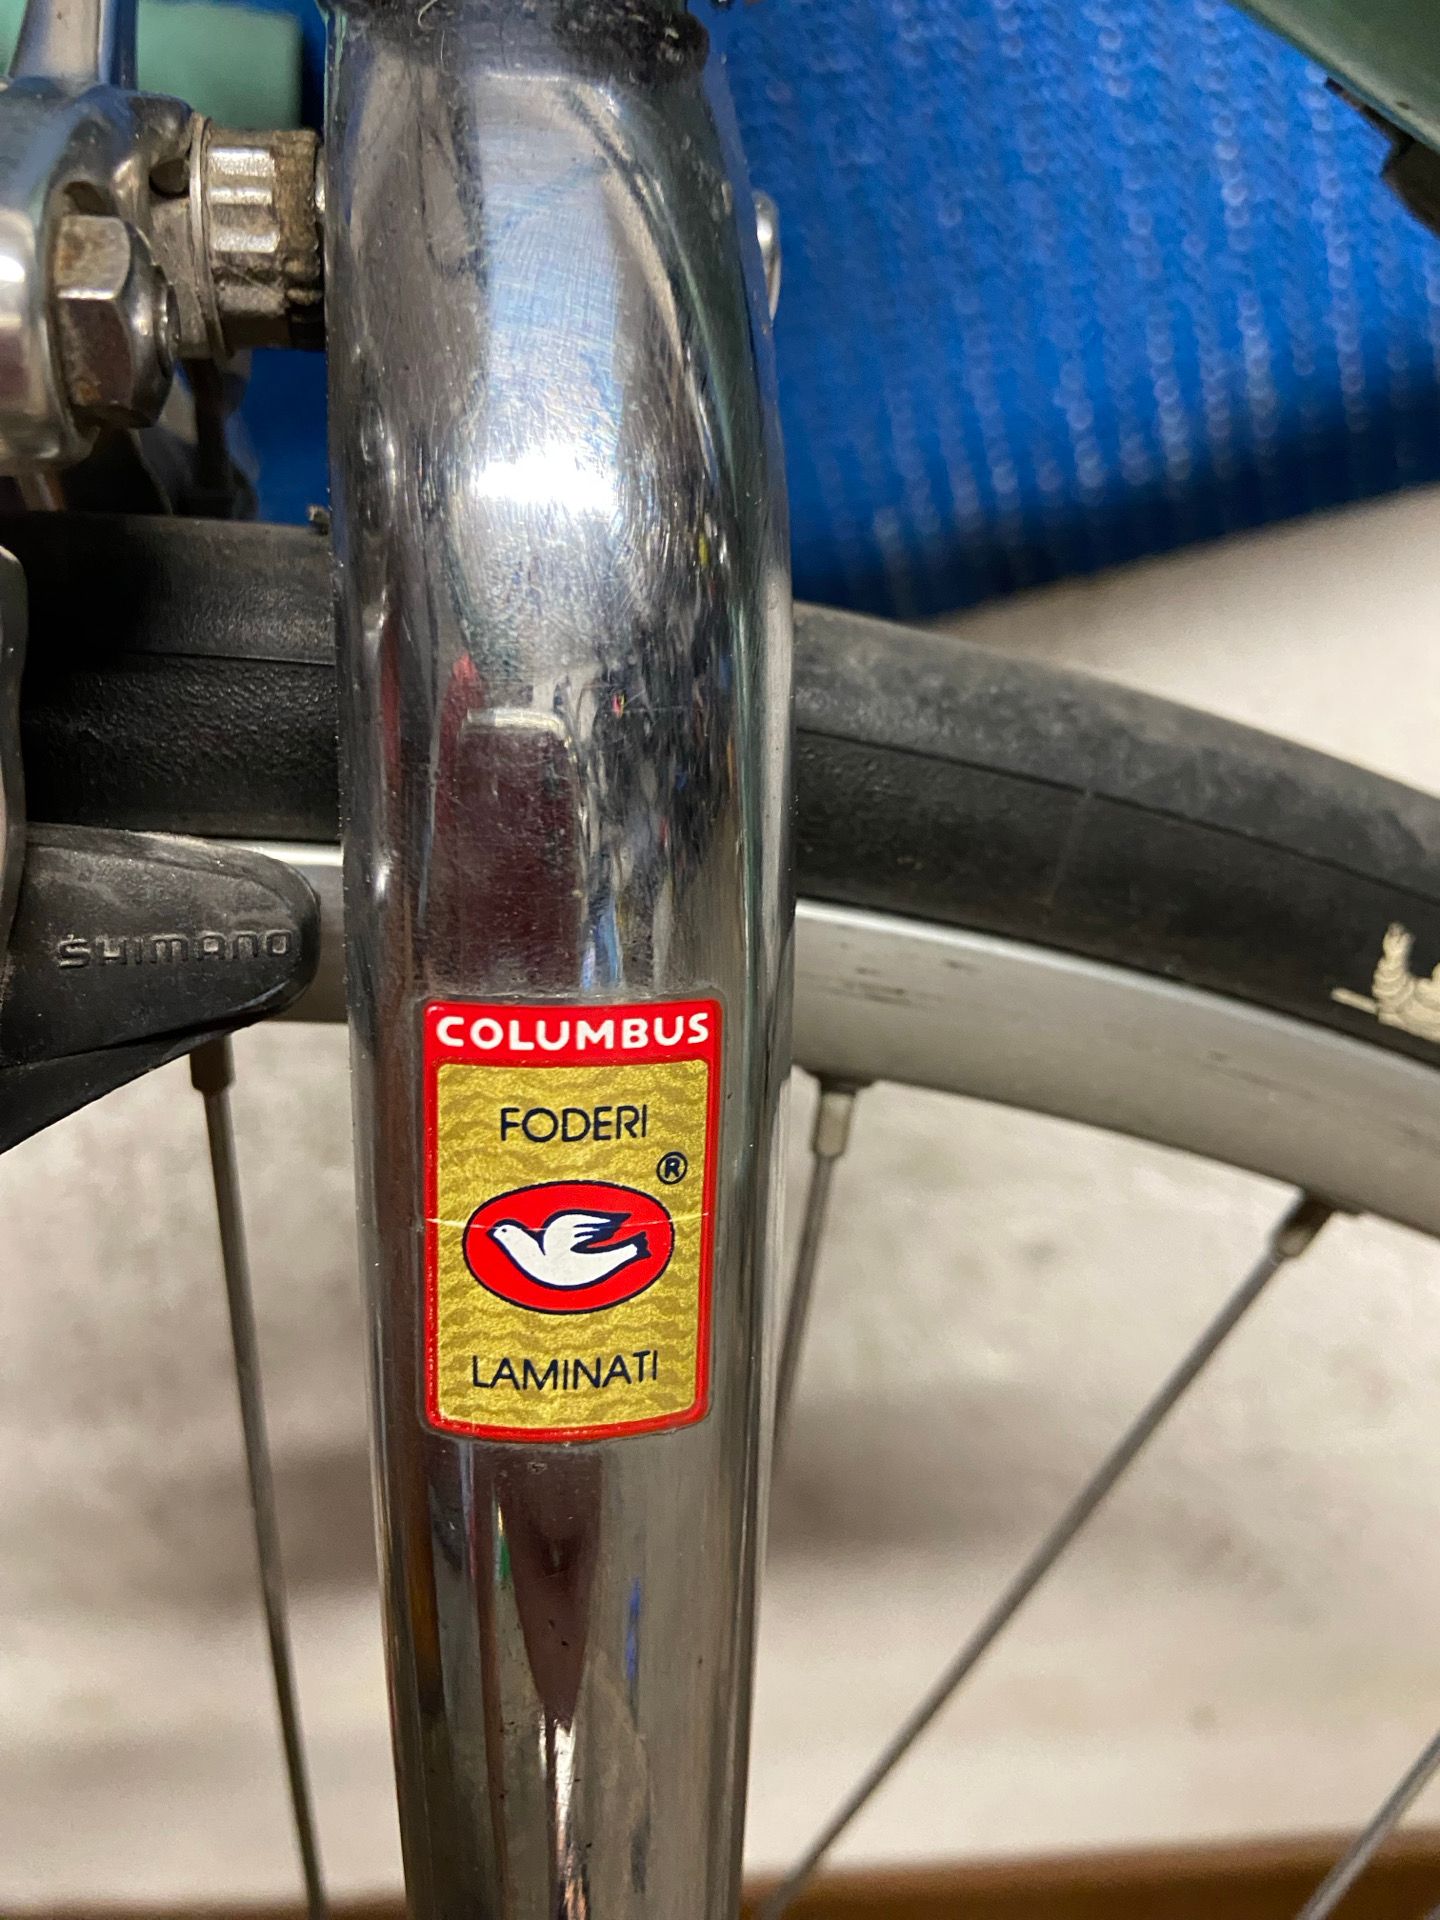 SHIMANO
COLUMBUS
FODERI
®
LAMINATI